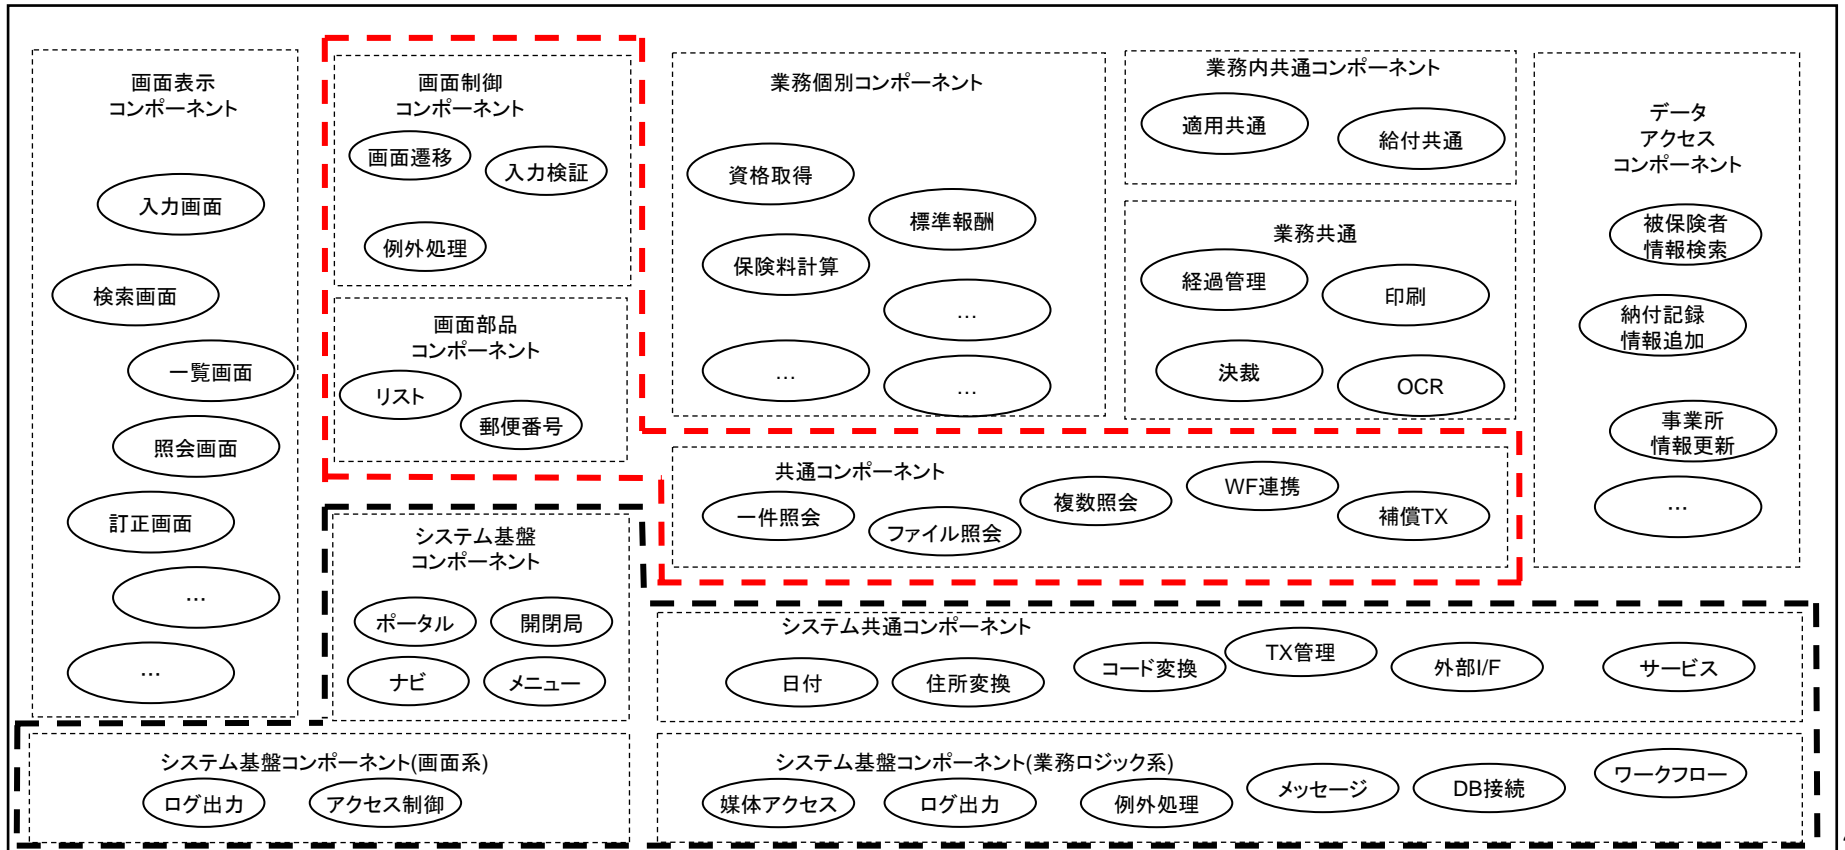 画面表示
コンポーネント
入力画面
検索画面
一覧画面
照会画面
訂正画面
…
…
画面制御
コンポーネント
画面遷移
入力検証
例外処理
画面部品
コンポーネント
リスト
郵便番号
業務個別コンポーネント
資格取得
標準報酬
保険料計算
…
…
…
業務内共通コンポーネント
適用共通
給付共通
業務共通
経過管理
印刷
決裁
OCR
データ
アクセス
コンポーネント
被保険者
情報検索
納付記録
情報追加
事業所
情報更新
…
共通コンポーネント
一件照会
ファイル照会
複数照会
WF連携
補償TX
システム基盤
コンポーネント
ポータル
開閉局
ナビ
メニュー
システム共通コンポーネント
日付
住所変換
コード変換
TX管理
外部I/F
サービス
システム基盤コンポーネント(画面系)
ログ出力
アクセス制御
システム基盤コンポーネント(業務ロジック系)
媒体アクセス
ログ出力
例外処理
メッセージ
DB接続
ワークフロー